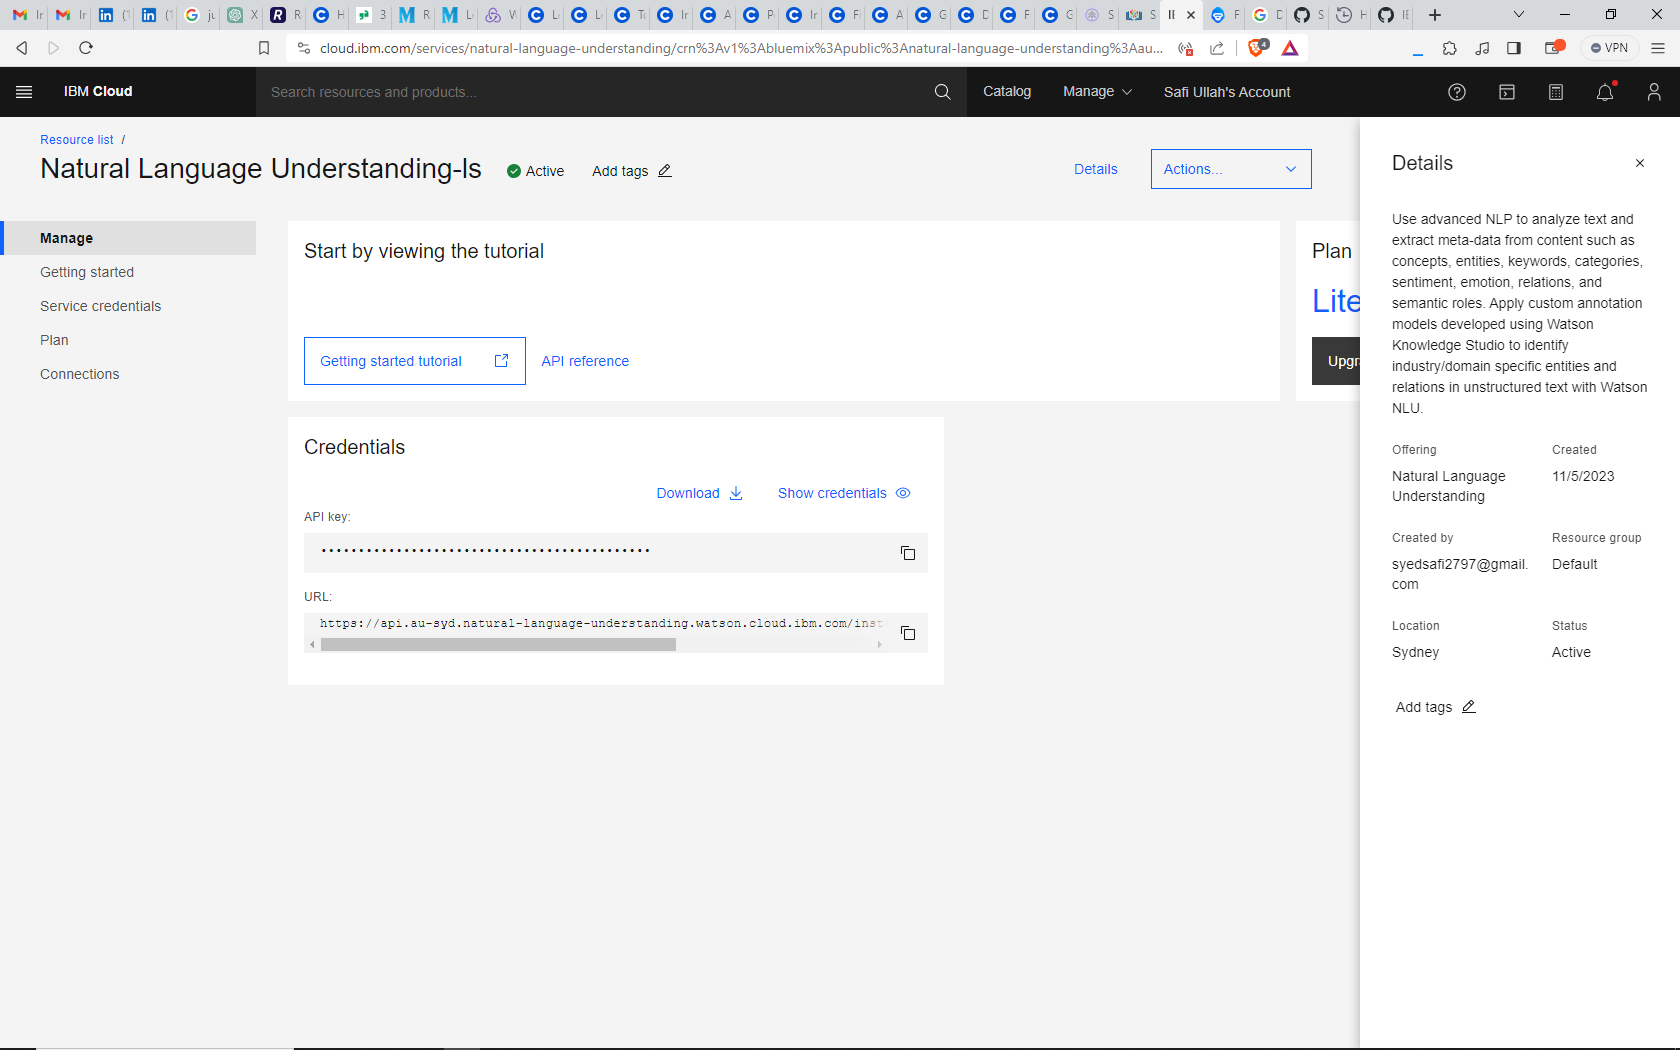 cloud.ibm.com/services/natural-language-understanding/crn%3Av1%3Abluemix%3Apublic%3Anatural-language-understanding%3Aau...
4
VPN
IBM Cloud
Search resources and products...
Catalog
Manage
Safi Ullah's Account
Resource list /
Natural Language Understanding-ls
Active
Add tags
Details
Actions...
Manage
Getting started
Service credentials
Plan
Connections
Start by viewing the tutorial
Getting started tutorial
API reference
Plan
Lite
Upgr
Credentials
Download
Show credentials
API key:
••••••••••••••••••••••••••••••••••••••••••••
URL:
https://api.au-syd.natural-language-understanding.watson.cloud.ibm.com/inst
Details
Use advanced NLP to analyze text and
extract meta-data from content such as
concepts, entities, keywords, categories,
sentiment, emotion, relations, and
semantic roles. Apply custom annotation
models developed using Watson
Knowledge Studio to identify
industry/domain specific entities and
relations in unstructured text with Watson
NLU.
Offering
Created
Natural Language
Understanding
11/5/2023
Created by
Resource group
syedsafi2797@gmail.
com
Default
Location
Status
Sydney
Active
Add tags